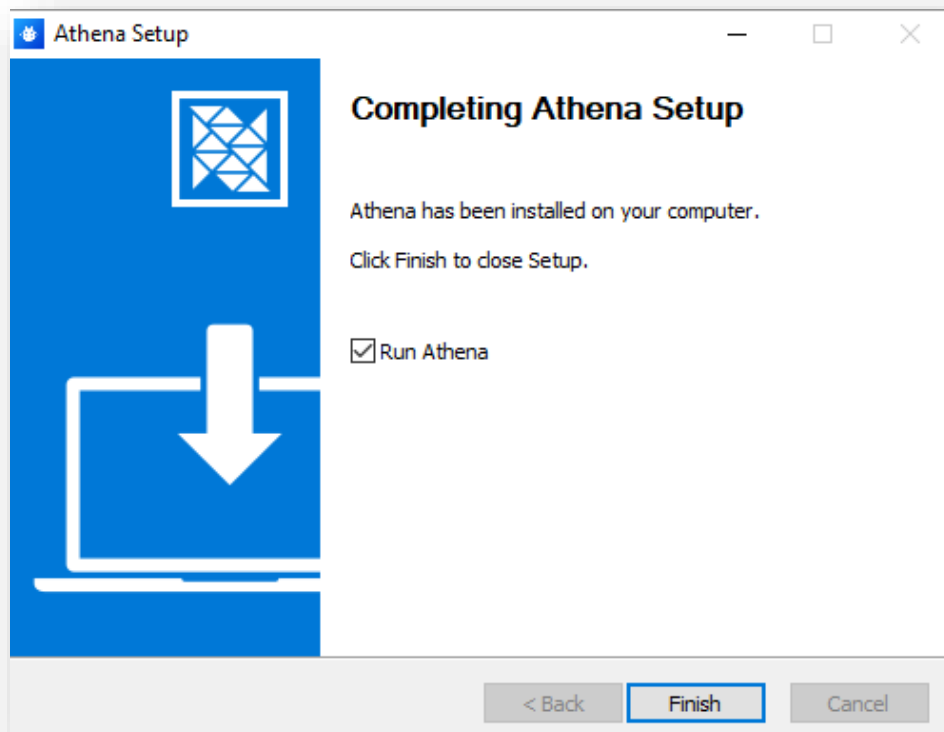 Athena Setup
Completing Athena Setup
Athena has been installed on your computer.
Click Finish to close Setup.
Run Athena
< Back
Finish
Cancel